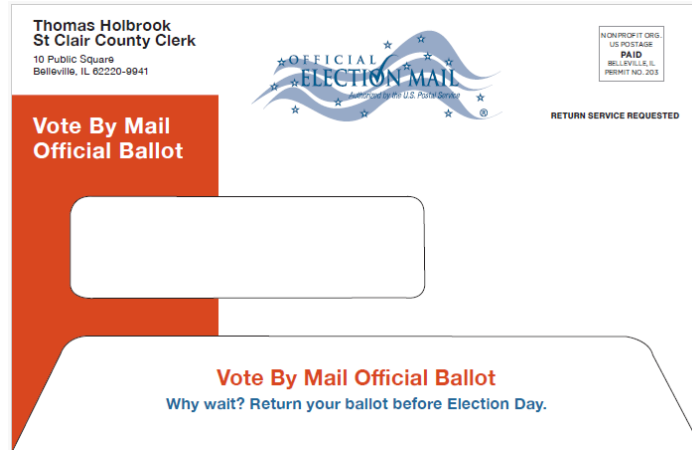 Thomas Holbrook
St Clair County Clerk
10 Public Square
Belleville, IL 62220-9941
OFFICIAL
ELECTION MAIL
Authorized by the U.S. Postal Service
®
NONPROFIT ORG.
US POSTAGE
PAID
BELLEVILLE, IL
PERMIT NO. 203
RETURN SERVICE REQUESTED
Vote By Mail
Official Ballot
Vote By Mail Official Ballot
Why wait? Return your ballot before Election Day.